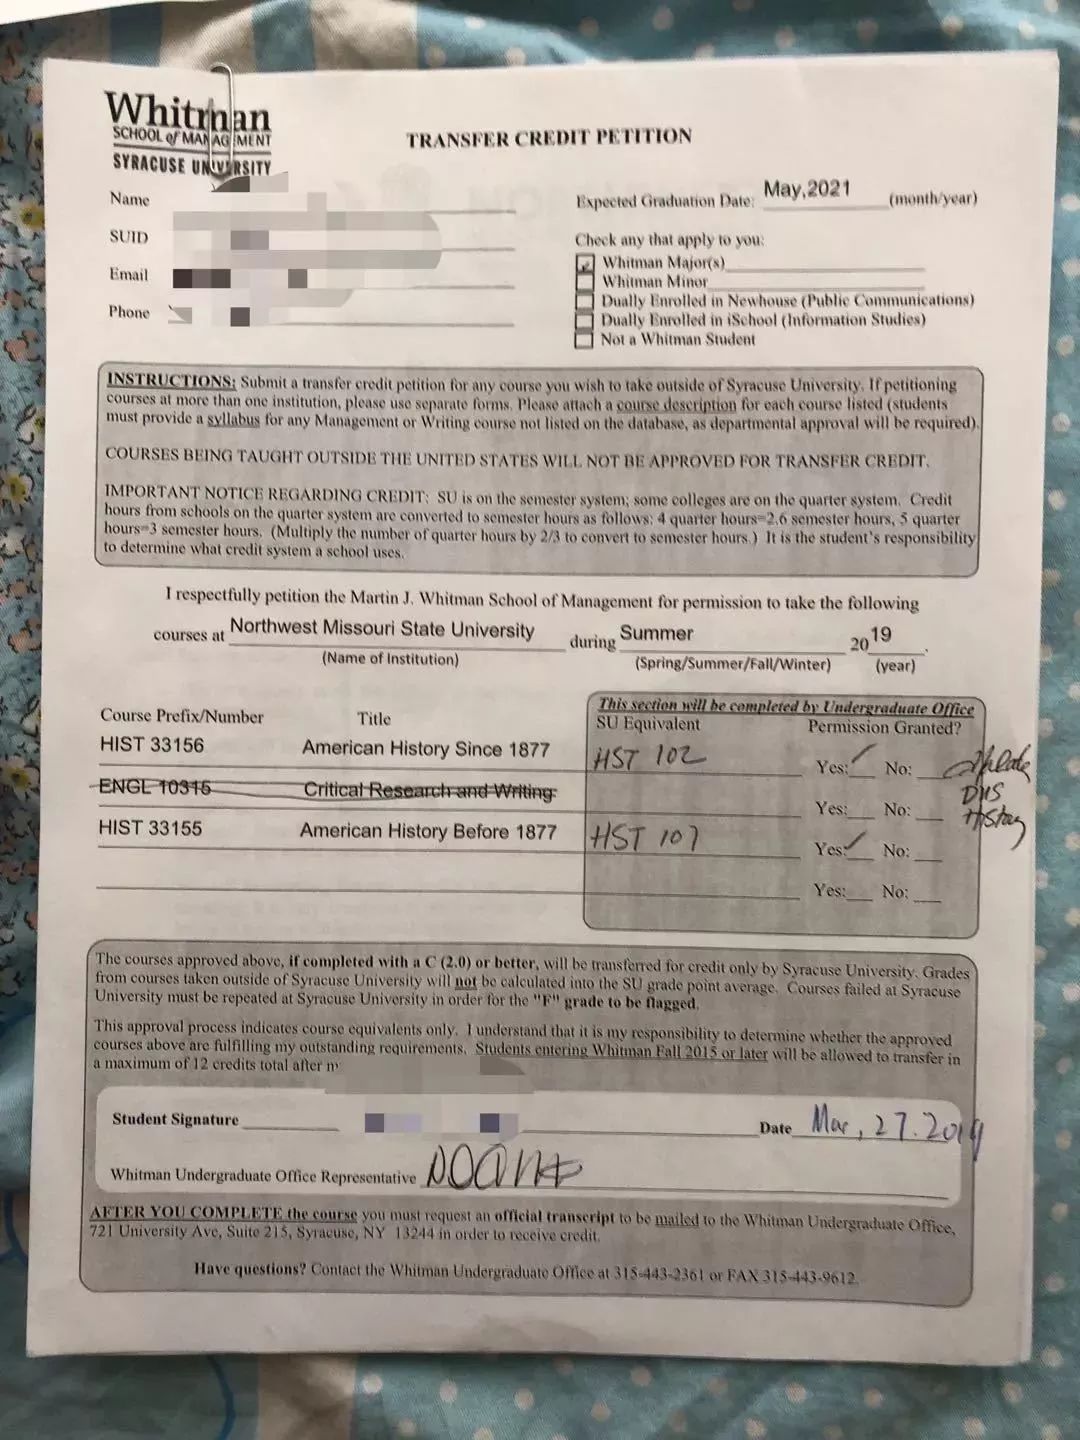 Whitman
SCHOOL of MANAGEMENT
SYRACUSE UNIVERSITY
TRANSFER CREDIT PETITION
Name
SUID
Email
Phone
Expected Graduation Date: May,2021 (month/year)
Check any that apply to you:
Whitman Major(s)
Whitman Minor
Dually Enrolled in Newhouse (Public Communications)
Dually Enrolled in iSchool (Information Studies)
Not a Whitman Student
INSTRUCTIONS: Submit a transfer credit petition for any course you wish to take outside of Syracuse University. If petitioning
courses at more than one institution, please use separate forms. Please attach a course description for each course listed (students
must provide a syllabus for any Management or Writing course not listed on the database, as departmental approval will be required).
COURSES BEING TAUGHT OUTSIDE THE UNITED STATES WILL NOT BE APPROVED FOR TRANSFER CREDIT.
IMPORTANT NOTICE REGARDING CREDIT: SU is on the semester system; some colleges are on the quarter system. Credit
hours from schools on the quarter system are converted to semester hours as follows: 4 quarter hours=2.6 semester hours, 5 quarter
hours=3 semester hours. (Multiply the number of quarter hours by 2/3 to convert to semester hours.) It is the student's responsibility
to determine what credit system a school uses.
I respectfully petition the Martin J. Whitman School of Management for permission to take the following
courses at Northwest Missouri State University during Summer 2019.
(Name of Institution) (Spring/Summer/Fall/Winter) (year)
This section will be completed by Undergraduate Office
Course Prefix/Number Title SU Equivalent Permission Granted?
HIST 33156 American History Since 1877 HST 102 Yes: No:
ENGL 10315 Critical Research and Writing Yes: No:
DUS
History
HIST 33155 American History Before 1877 HST 101 Yes: No:
Yes: No:
The courses approved above, if completed with a C (2.0) or better, will be transferred for credit only by Syracuse University. Grades
from courses taken outside of Syracuse University will not be calculated into the SU grade point average. Courses failed at Syracuse
University must be repeated at Syracuse University in order for the "F" grade to be flagged.
This approval process indicates course equivalents only. I understand that it is my responsibility to determine whether the approved
courses above are fulfilling my outstanding requirements. Students entering Whitman Fall 2015 or later will be allowed to transfer in
a maximum of 12 credits total after
Student Signature Date Mar, 27. 2019
Whitman Undergraduate Office Representative
AFTER YOU COMPLETE the course you must request an official transcript to be mailed to the Whitman Undergraduate Office,
721 University Ave, Suite 215, Syracuse, NY 13244 in order to receive credit.
Have questions? Contact the Whitman Undergraduate Office at 315-443-2361 or FAX 315-443-9612.